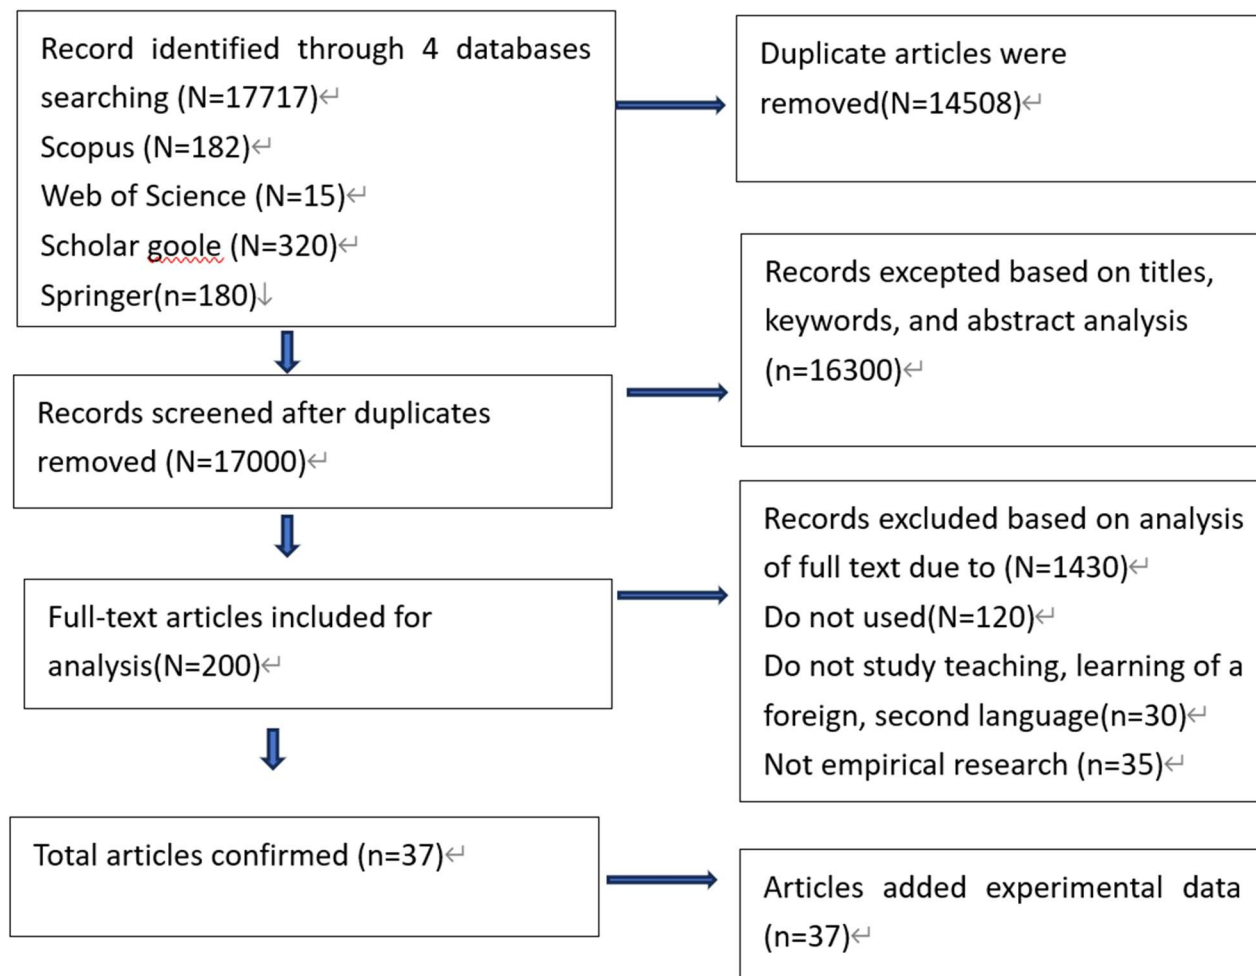 Record identified through 4 databases
searching (N=17717)↵
Scopus (N=182)↵
Web of Science (N=15)↵
Scholar goole (N=320)↵
Springer(n=180)↓
Duplicate articles were
removed(N=14508)↵
Records screened after duplicates
removed (N=17000)↵
Records excepted based on titles,
keywords, and abstract analysis
(n=16300)↵
Full-text articles included for
analysis(N=200)↵
Records excluded based on analysis
of full text due to (N=1430)↵
Do not used(N=120)↵
Do not study teaching, learning of a
foreign, second language(n=30)↵
Not empirical research (n=35)↵
Total articles confirmed (n=37)↵
Articles added experimental data
(n=37)↵